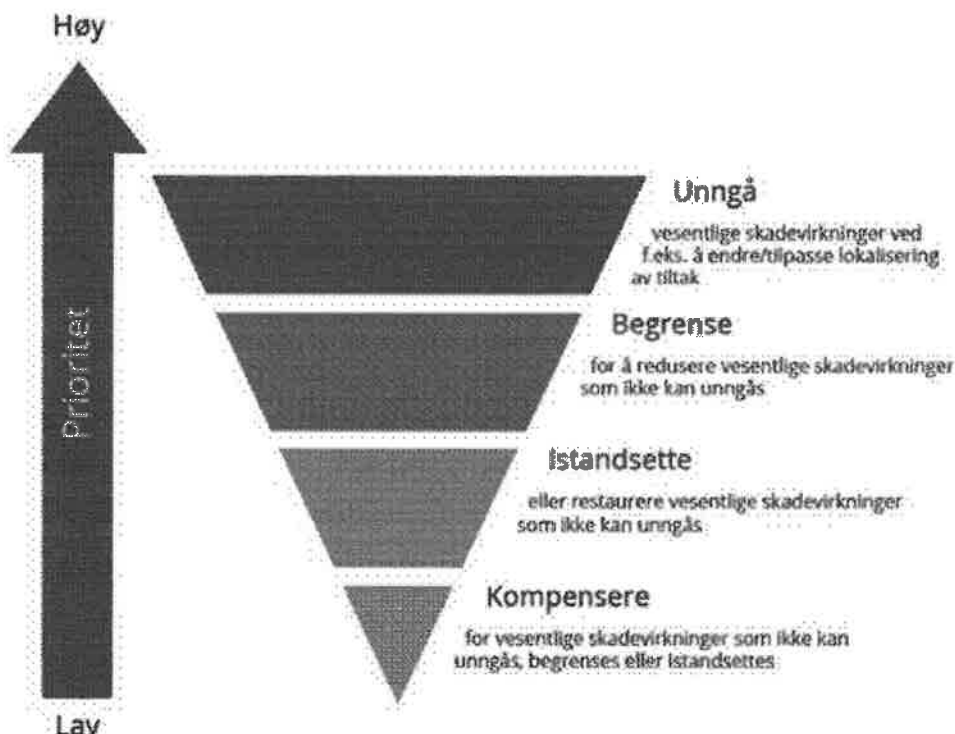 Høy
Prioritet
Lav
Unngå
vesentlige skadevirkninger ved
f.eks. å endre/tilpasse lokalisering
av tiltak
Begrense
for å redusere vesentlige skadevirkninger
som ikke kan unngås
Istandsette
eller restaurere vesentlige skadevirkninger
som ikke kan unngås
Kompensere
for vesentlige skadevirkninger som ikke kan
unngås, begrenses eller istandsettes